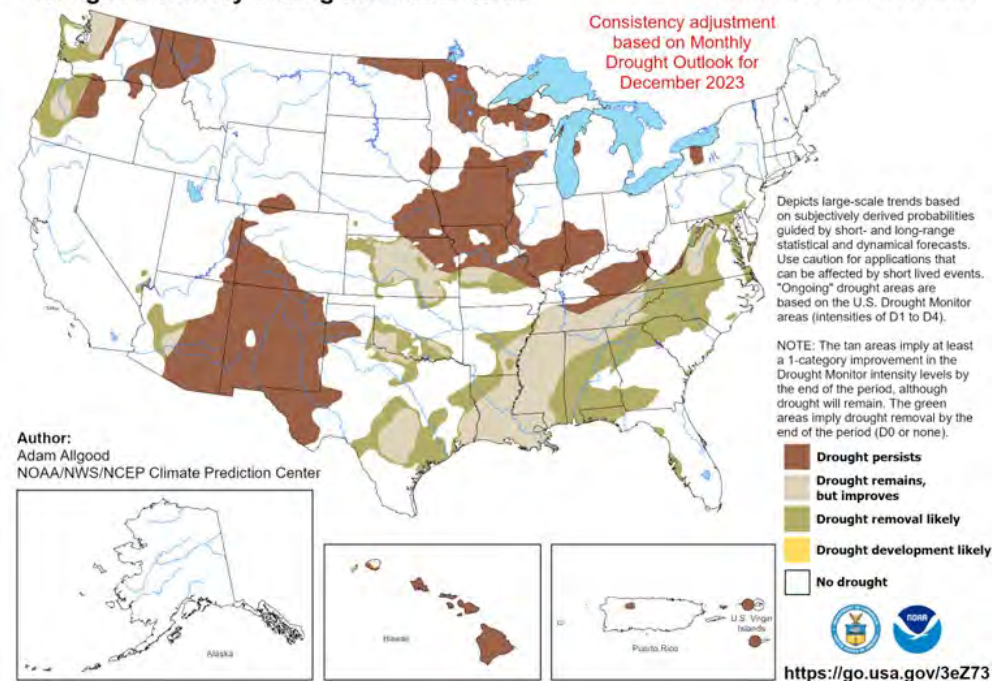 Consistency adjustment
based on Monthly
Drought Outlook for
December 2023
Depicts large-scale trends based
on subjectively derived probabilities
guided by short- and long-range
statistical and dynamical forecasts.
Use caution for applications that
can be affected by short lived events.
"Ongoing" drought areas are
based on the U.S. Drought Monitor
areas (intensities of D1 to D4).
NOTE: The tan areas imply at least
a 1-category improvement in the
Drought Monitor intensity levels by
the end of the period, although
drought will remain. The green
areas imply drought removal by the
end of the period (D0 or none).
Author:
Adam Allgood
NOAA/NWS/NCEP Climate Prediction Center
Drought persists
Drought remains,
but improves
Drought removal likely
Drought development likely
No drought
Alaska
Hawaii
Puerto Rico
U.S. Virgin
Islands
NOAA
https://go.usa.gov/3eZ73